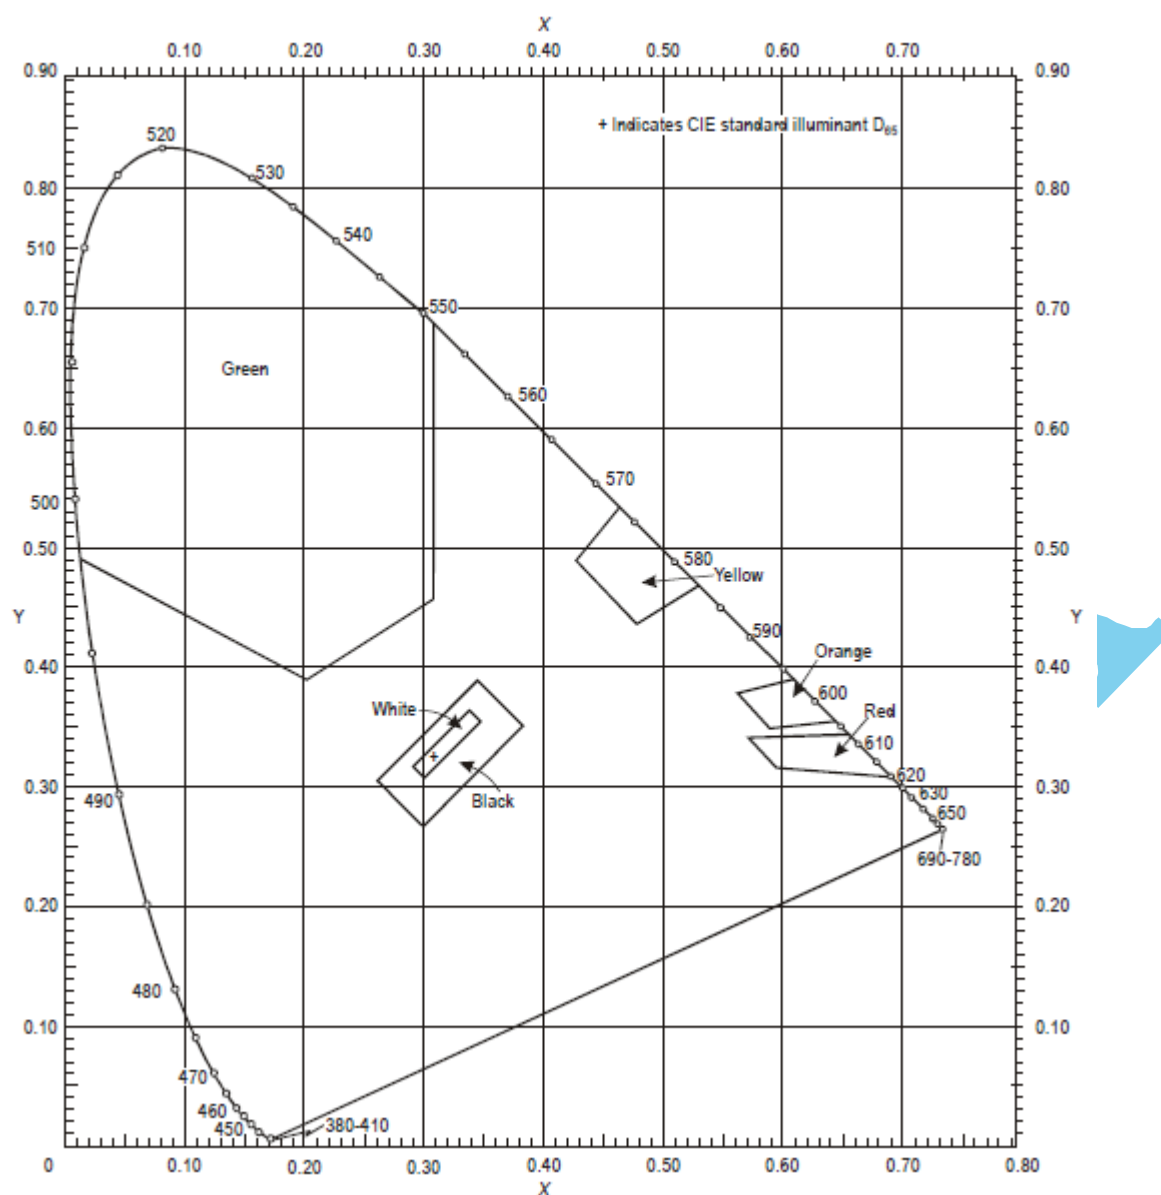 X
0.10 0.20 0.30 0.40 0.50 0.60 0.70
0.90 0.90
+ Indicates CIE standard illuminant D65
520
530
0.80 0.80
540
510
550
0.70 0.70
Green
560
0.60 0.60
570
500
0.50 580 0.50
Yellow
Y Y
590
Orange
0.40 0.40
600
White Red
610
620
0.30 0.30
490 Black 630
650
690-780
0.20 0.20
480
0.10 0.10
470
460
450 380-410
0 0.10 0.20 0.30 0.40 0.50 0.60 0.70 0.80
X